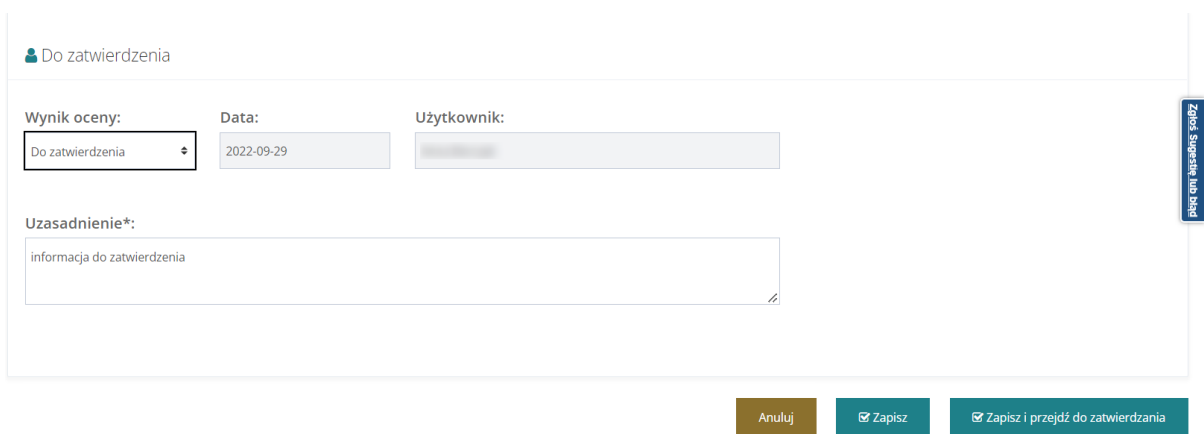 Do zatwierdzenia
Wynik oceny: Data: Użytkownik:
Do zatwierdzenia 2022-09-29
Uzasadnienie*:
informacja do zatwierdzenia
Anuluj Zapisz Zapisz i przejdź do zatwierdzania
Zgłoś Sugestię lub błąd